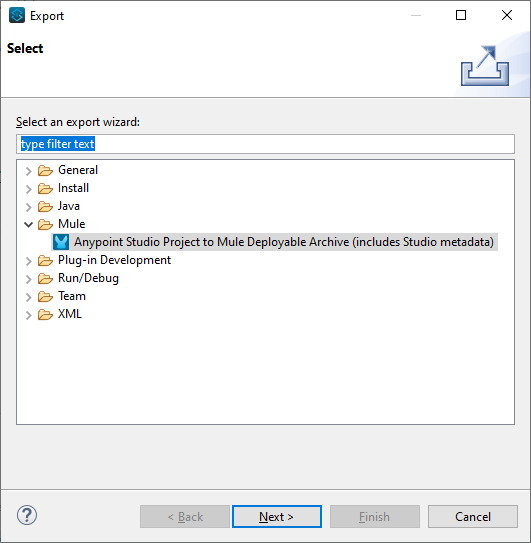 Export
Select
Select an export wizard:
type filter text
General
Install
Java
Mule
Anypoint Studio Project to Mule Deployable Archive (includes Studio metadata)
Plug-in Development
Run/Debug
Team
XML
?
< Back
Next >
Finish
Cancel